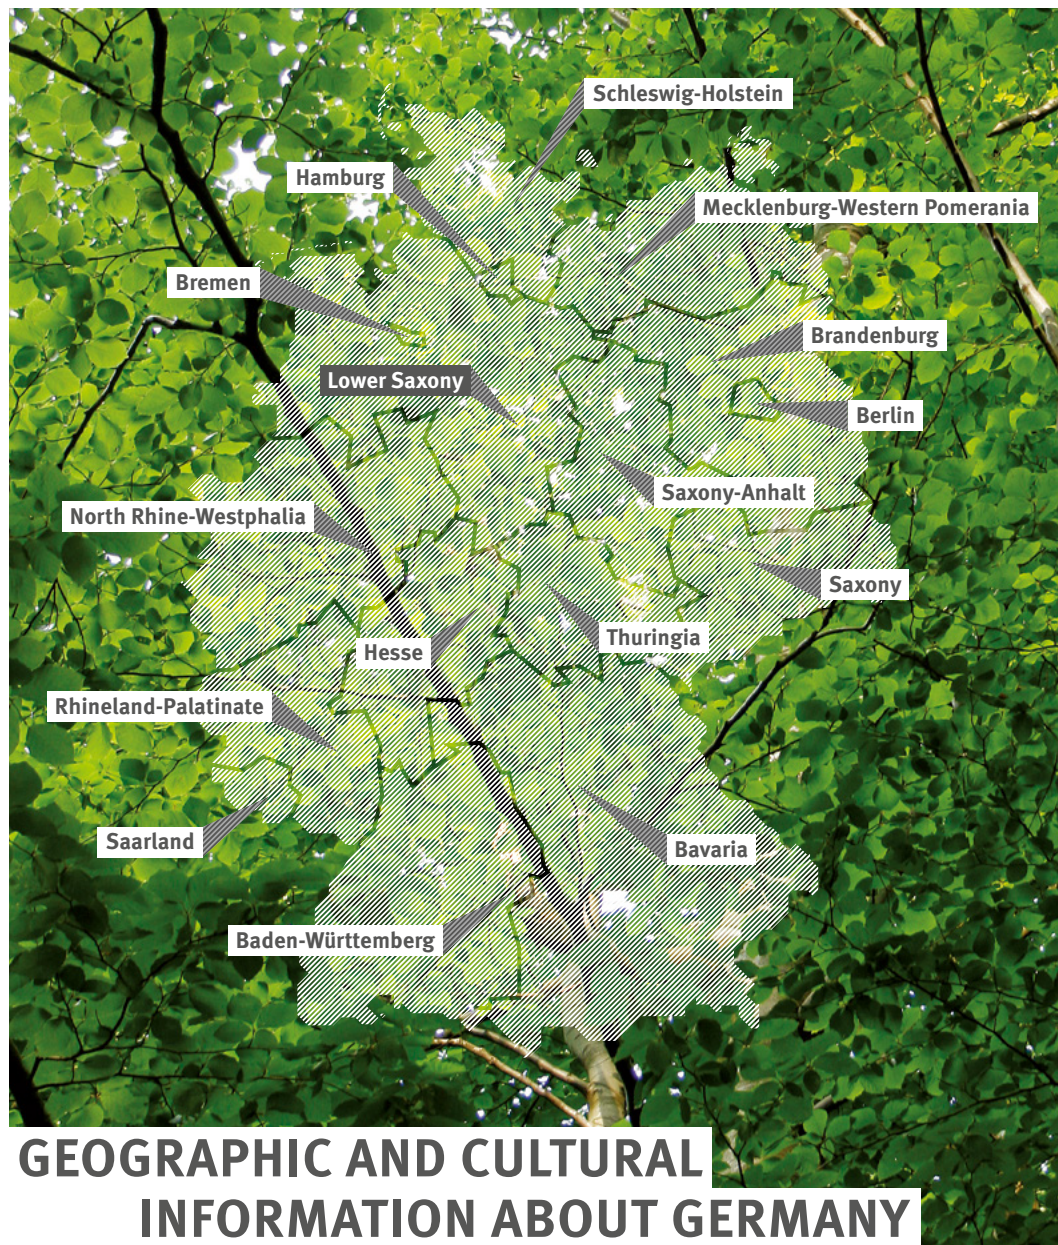 Schleswig-Holstein
Hamburg
Mecklenburg-Western Pomerania
Bremen
Brandenburg
Lower Saxony
Berlin
Saxony-Anhalt
North Rhine-Westphalia
Saxony
Thuringia
Hesse
Rhineland-Palatinate
Saarland
Bavaria
Baden-Württemberg
GEOGRAPHIC AND CULTURAL
INFORMATION ABOUT GERMANY